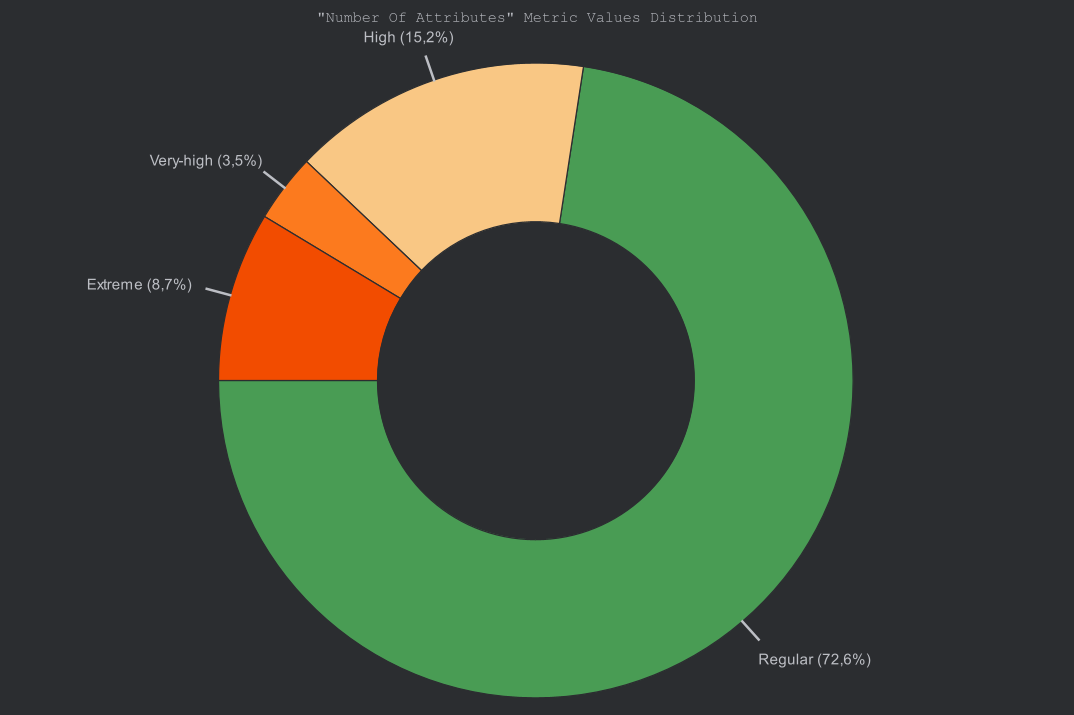 "Number Of Attributes" Metric Values Distribution
High (15,2%)
Very-high (3,5%)
Extreme (8,7%)
Regular (72,6%)